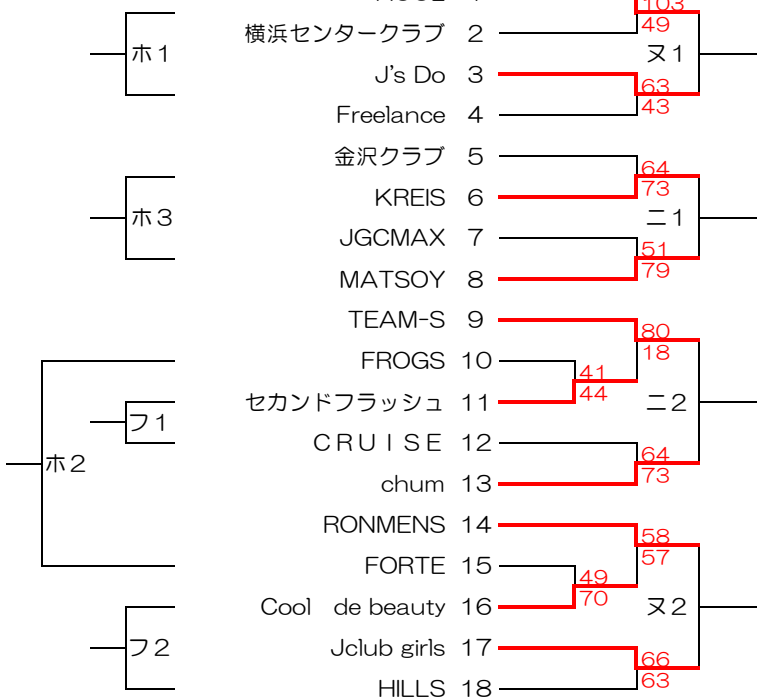 103
横浜センタークラブ 2 49
ホ1 ヌ1
J's Do 3 63
Freelance 4 43
金沢クラブ 5 64
KREIS 6 73
ホ3 ニ1
JGCMAX 7 51
MATSOY 8 79
TEAM-S 9 80
FROGS 10 41 18
セカンドフラッシュ 11 44 ニ2
フ1
CRUISE 12 64
ホ2
chum 13 73
RONMENS 14 58
FORTE 15 49 57
Cool de beauty 16 70 ヌ2
フ2 Jclub girls 17 66
HILLS 18 63